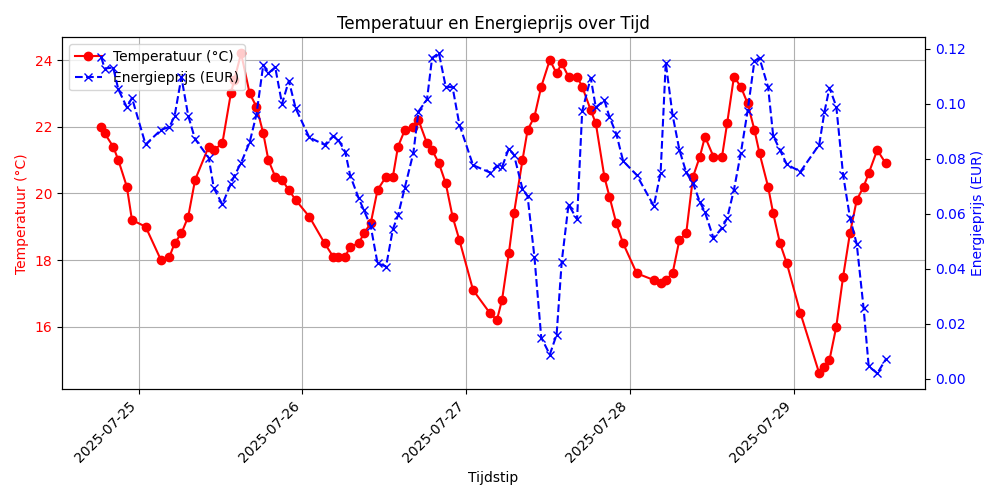 Temperatuur en Energieprijs over Tijd
Temperatuur (°C)
Energieprijs (EUR)
Temperatuur (°C)
24
22
20
18
16
Energieprijs (EUR)
0.12
0.10
0.08
0.06
0.04
0.02
0.00
2025-07-25
2025-07-26
2025-07-27
2025-07-28
2025-07-29
Tijdstip